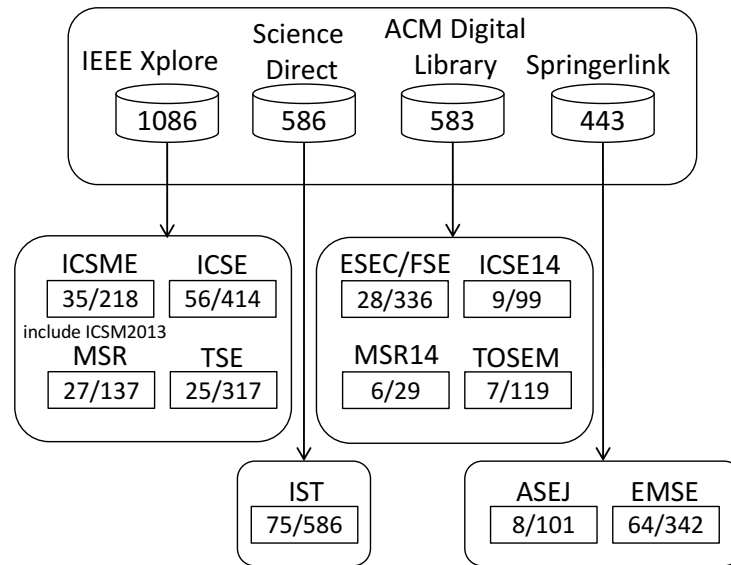 IEEE Xplore
Science
Direct
ACM Digital
Library
Springerlink
1086
586
583
443
ICSME
ICSE
35/218
56/414
include ICSM2013
MSR
TSE
27/137
25/317
ESEC/FSE
ICSE14
28/336
9/99
MSR14
TOSEM
6/29
7/119
IST
75/586
ASEJ
EMSE
8/101
64/342